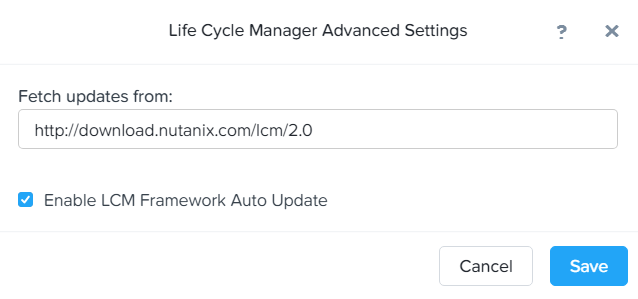 Life Cycle Manager Advanced Settings ? ×
Fetch updates from:
http://download.nutanix.com/lcm/2.0
Enable LCM Framework Auto Update
Cancel Save